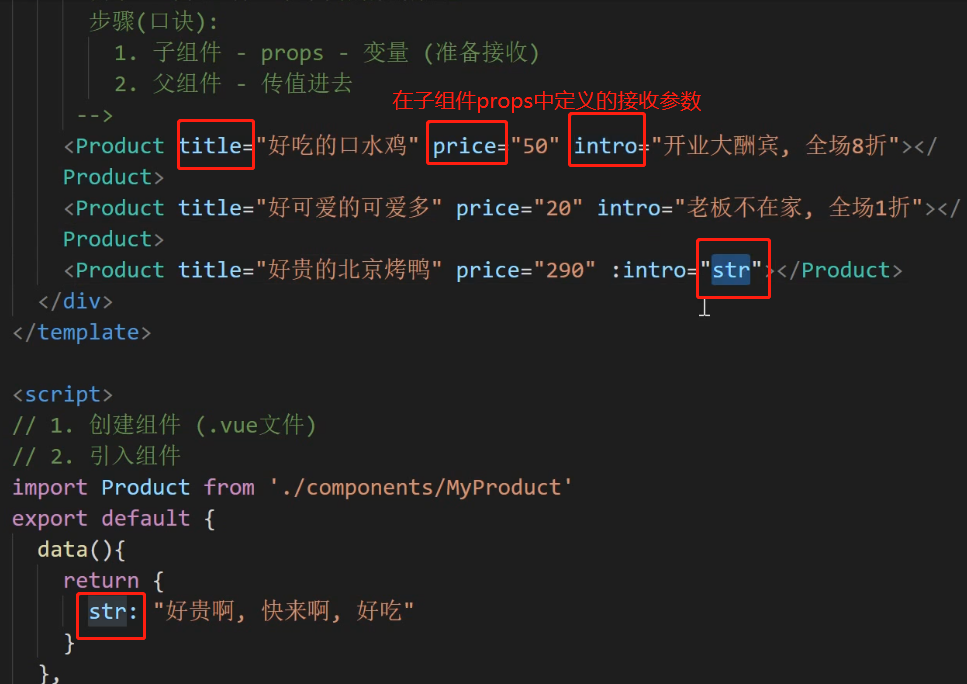 步骤(口诀):
1. 子组件 - props - 变量 (准备接收)
2. 父组件 - 传值进去
在子组件props中定义的接收参数
-->
<Product title="好吃的口水鸡" price="50" intro="开业大酬宾, 全场8折"></
Product>
<Product title="好可爱的可爱多" price="20" intro="老板不在家, 全场1折"></
Product>
<Product title="好贵的北京烤鸭" price="290" :intro="str"></Product>
</div>
</template>
<script>
// 1. 创建组件 (.vue文件)
// 2. 引入组件
import Product from './components/MyProduct'
export default {
data(){
return {
str: "好贵啊, 快来啊, 好吃"
}
},